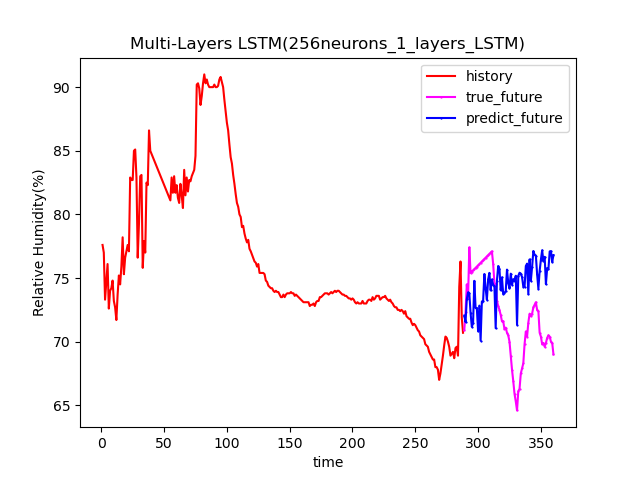 Multi-Layers LSTM(256neurons_1_layers_LSTM)
history
true_future
predict_future
Relative Humidity(%)
90
85
80
75
70
65
0 50 100 150 200 250 300 350
time